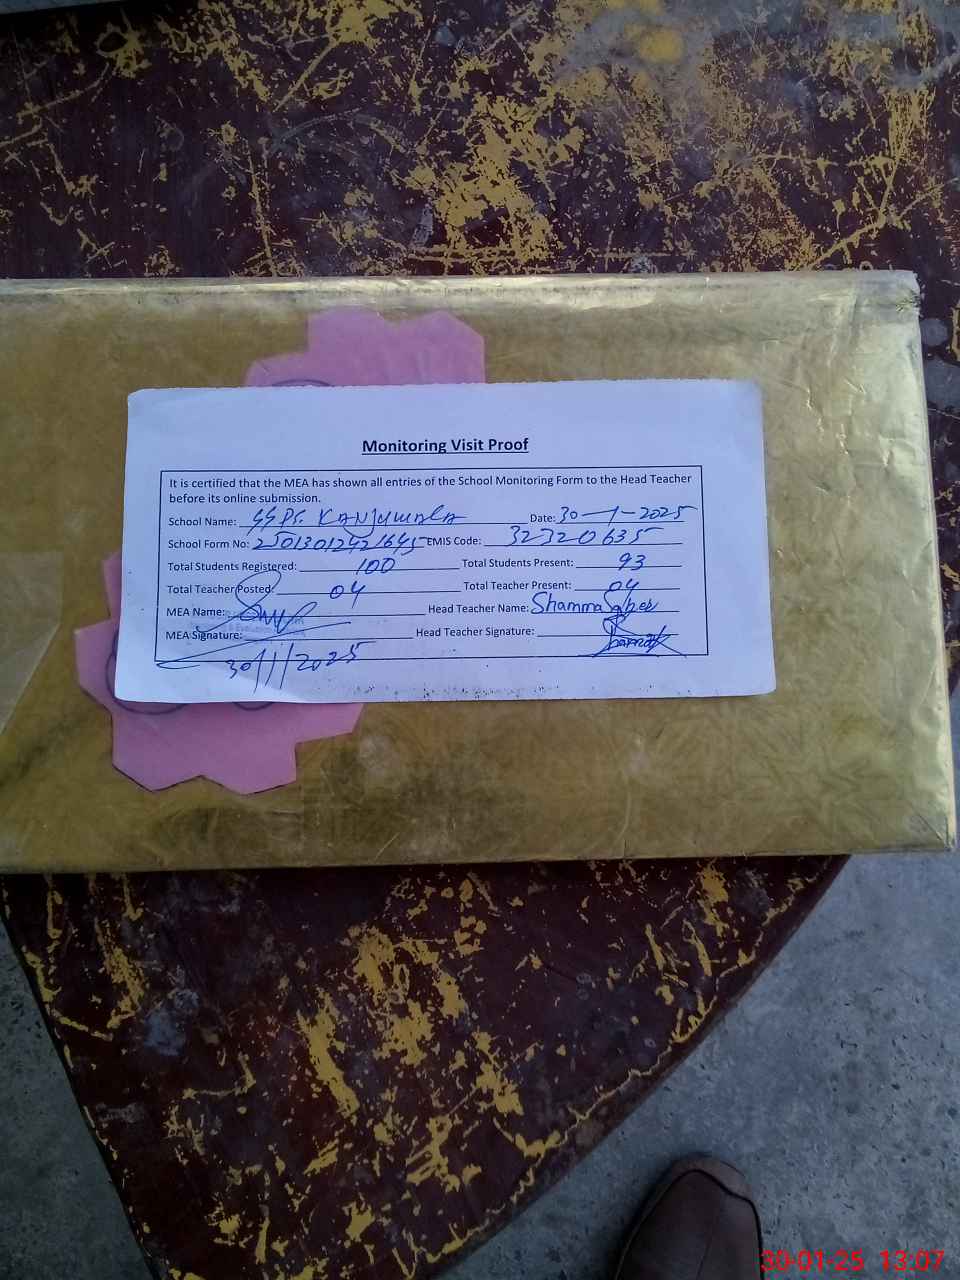 Monitoring Visit Proof
It is certified that the MEA has shown all entries of the School Monitoring Form to the Head Teacher
before its online submission.
School Name: GGPS. KANJUWALA Date: 30-1-2025
School Form No: EMIS Code: 32320635
Total Students Registered: 100 Total Students Present: 93
Total Teacher Posted: 04 Total Teacher Present: 04
MEA Name: Head Teacher Name: Shamma
MEA Signature: Head Teacher Signature:
30/1/2025
30-01-25 13:07